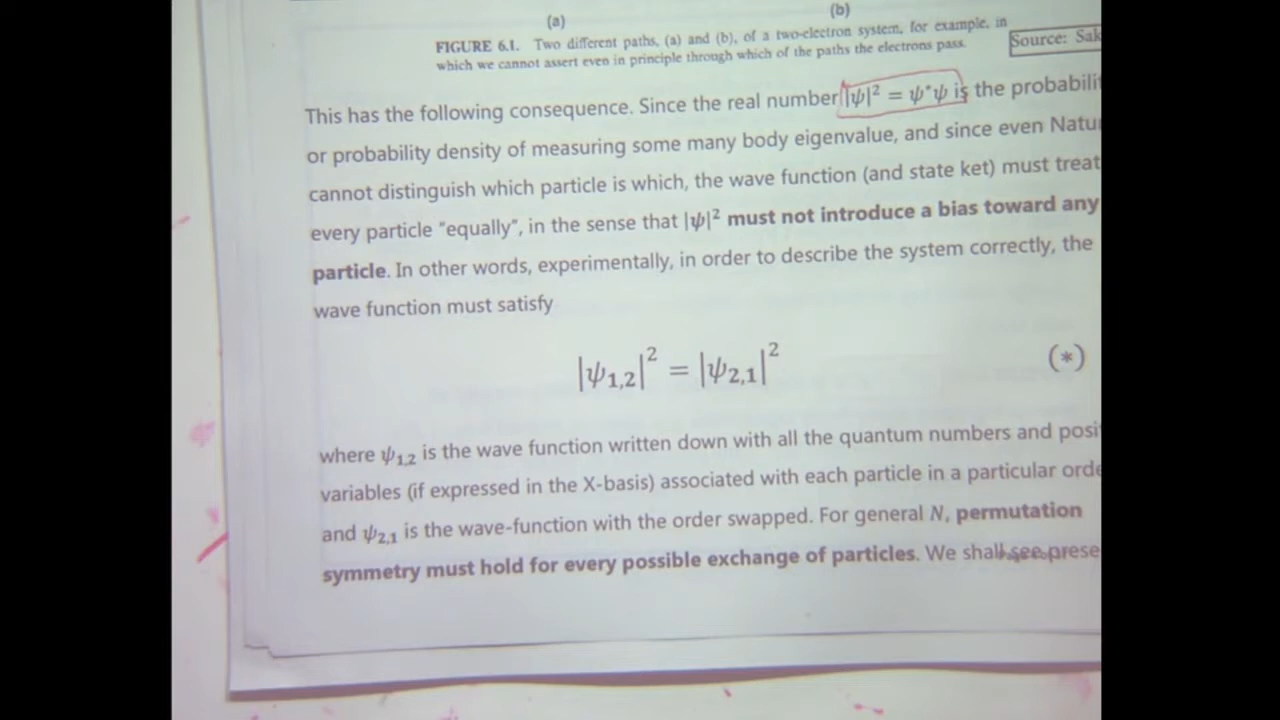 (a) (b)
FIGURE 6.1. Two different paths, (a) and (b), of a two-electron system, for example, in
which we cannot assert even in principle through which of the paths the electrons pass.
Source: Sak
This has the following consequence. Since the real number |ψ|² = ψ*ψ is the probabili
or probability density of measuring some many body eigenvalue, and since even Natu
cannot distinguish which particle is which, the wave function (and state ket) must treat
every particle "equally", in the sense that |ψ|² must not introduce a bias toward any
particle. In other words, experimentally, in order to describe the system correctly, the
wave function must satisfy
|ψ₁,₂|² = |ψ₂,₁|² (*)
where ψ₁,₂ is the wave function written down with all the quantum numbers and posi
variables (if expressed in the X-basis) associated with each particle in a particular orde
and ψ₂,₁ is the wave-function with the order swapped. For general N, permutation
symmetry must hold for every possible exchange of particles. We shall see prese